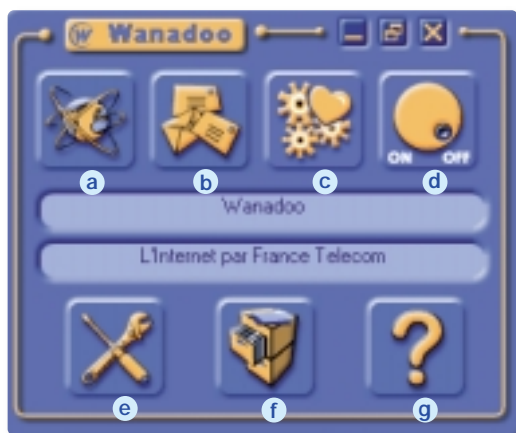 W Wanadoo
a b c d
ON OFF
Wanadoo
L'Internet par France Telecom
e f g